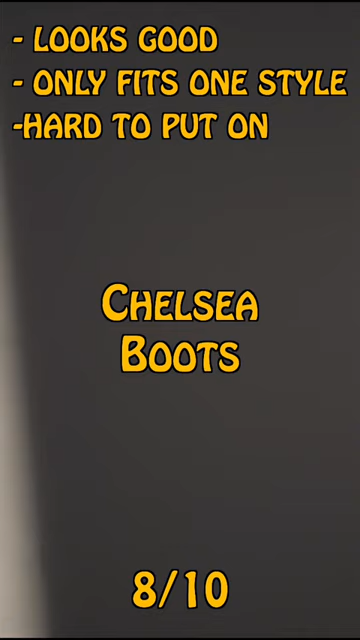 - LOOKS GOOD
- ONLY FITS ONE STYLE
-HARD TO PUT ON
CHELSEA
BOOTS
8/10